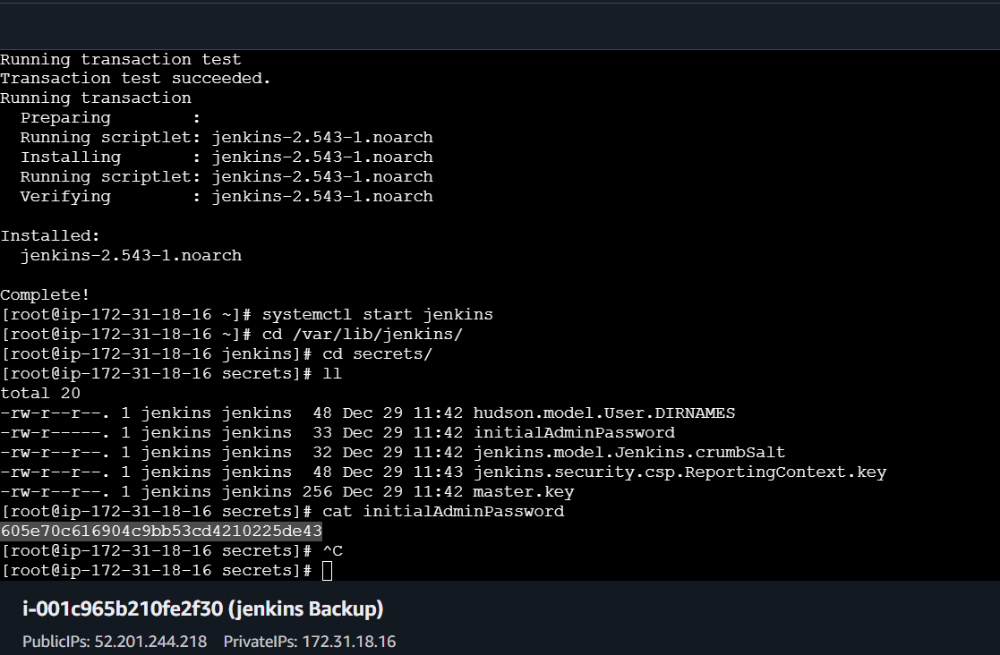 Running transaction test
Transaction test succeeded.
Running transaction
  Preparing        :
  Running scriptlet: jenkins-2.543-1.noarch
  Installing       : jenkins-2.543-1.noarch
  Running scriptlet: jenkins-2.543-1.noarch
  Verifying        : jenkins-2.543-1.noarch
Installed:
  jenkins-2.543-1.noarch
Complete!
[root@ip-172-31-18-16 ~]# systemctl start jenkins
[root@ip-172-31-18-16 ~]# cd /var/lib/jenkins/
[root@ip-172-31-18-16 jenkins]# cd secrets/
[root@ip-172-31-18-16 secrets]# ll
total 20
-rw-r--r--. 1 jenkins jenkins  48 Dec 29 11:42 hudson.model.User.DIRNAMES
-rw-r-----. 1 jenkins jenkins  33 Dec 29 11:42 initialAdminPassword
-rw-r--r--. 1 jenkins jenkins  32 Dec 29 11:42 jenkins.model.Jenkins.crumbSalt
-rw-r--r--. 1 jenkins jenkins  48 Dec 29 11:43 jenkins.security.csp.ReportingContext.key
-rw-r--r--. 1 jenkins jenkins 256 Dec 29 11:42 master.key
[root@ip-172-31-18-16 secrets]# cat initialAdminPassword
605e70c616904c9bb53cd4210225de43
[root@ip-172-31-18-16 secrets]# ^C
[root@ip-172-31-18-16 secrets]#
i-001c965b210fe2f30 (jenkins Backup)
PublicIPs: 52.201.244.218 PrivateIPs: 172.31.18.16